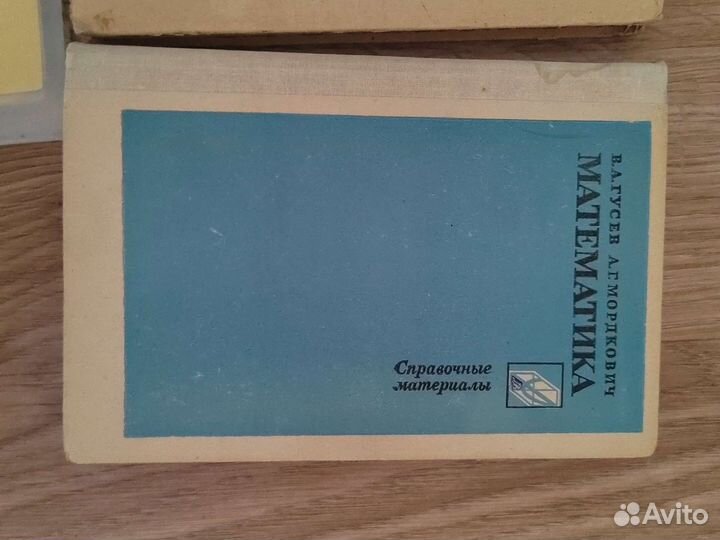 В.А.ГУСЕВ А.Г.МОРДКОВИЧ
МАТЕМАТИКА
Справочные
материалы
Avito